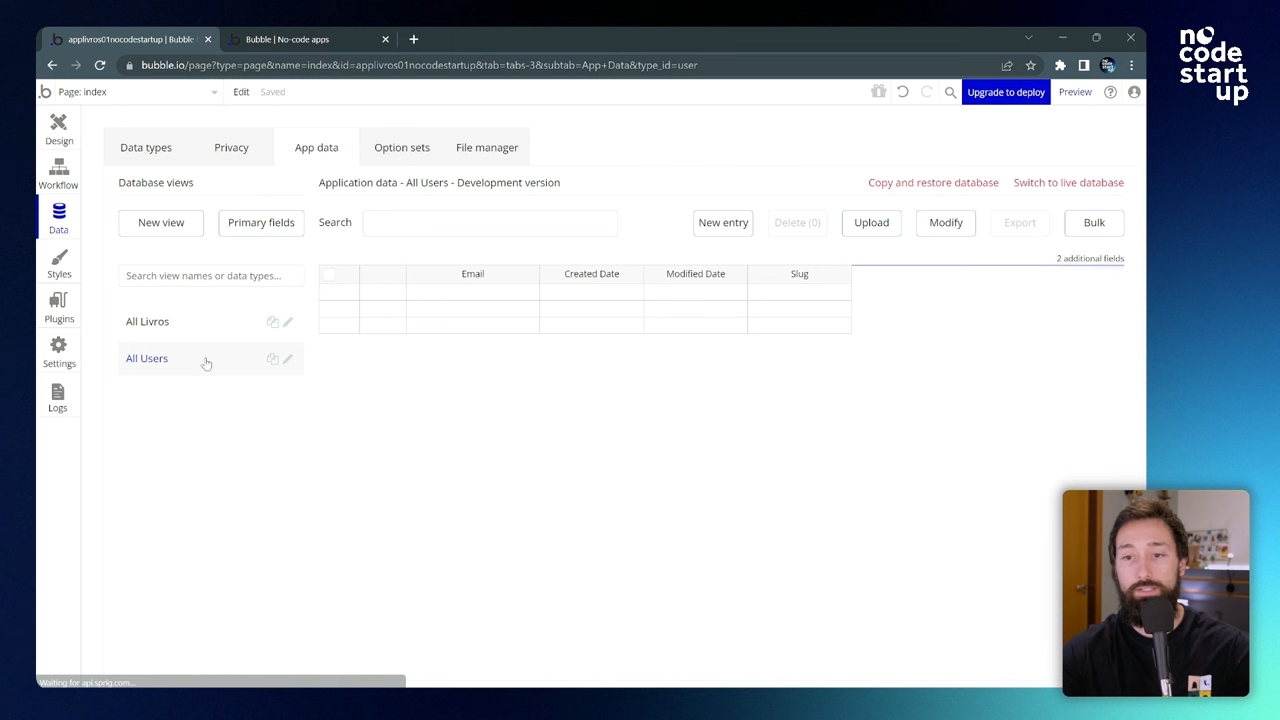 applivros01nocodestartup | Bubble
Bubble | No-code apps
no
code
start
up
bubble.io/page?type=page&name=index&id=applivros01nocodestartup&tab=tabs-3&subtab=App+Data&type_id=user
Page: index
Edit
Saved
Upgrade to deploy
Preview
Design
Workflow
Data
Styles
Plugins
Settings
Logs
Data types
Privacy
App data
Option sets
File manager
Database views
Application data - All Users - Development version
Copy and restore database
Switch to live database
New view
Primary fields
Search
New entry
Delete (0)
Upload
Modify
Export
Bulk
2 additional fields
Search view names or data types...
Email
Created Date
Modified Date
Slug
All Livros
All Users
Waiting for api.sprig.com...